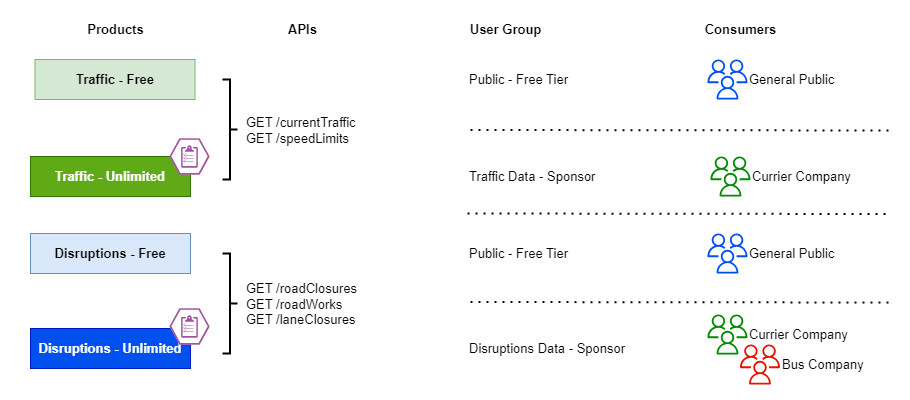 Products
APIs
User Group
Consumers
Traffic - Free
Public - Free Tier
General Public
GET /currentTraffic
GET /speedLimits
Traffic - Unlimited
Traffic Data - Sponsor
Currier Company
Disruptions - Free
Public - Free Tier
General Public
GET /roadClosures
GET /roadWorks
GET /laneClosures
Disruptions - Unlimited
Disruptions Data - Sponsor
Currier Company
Bus Company